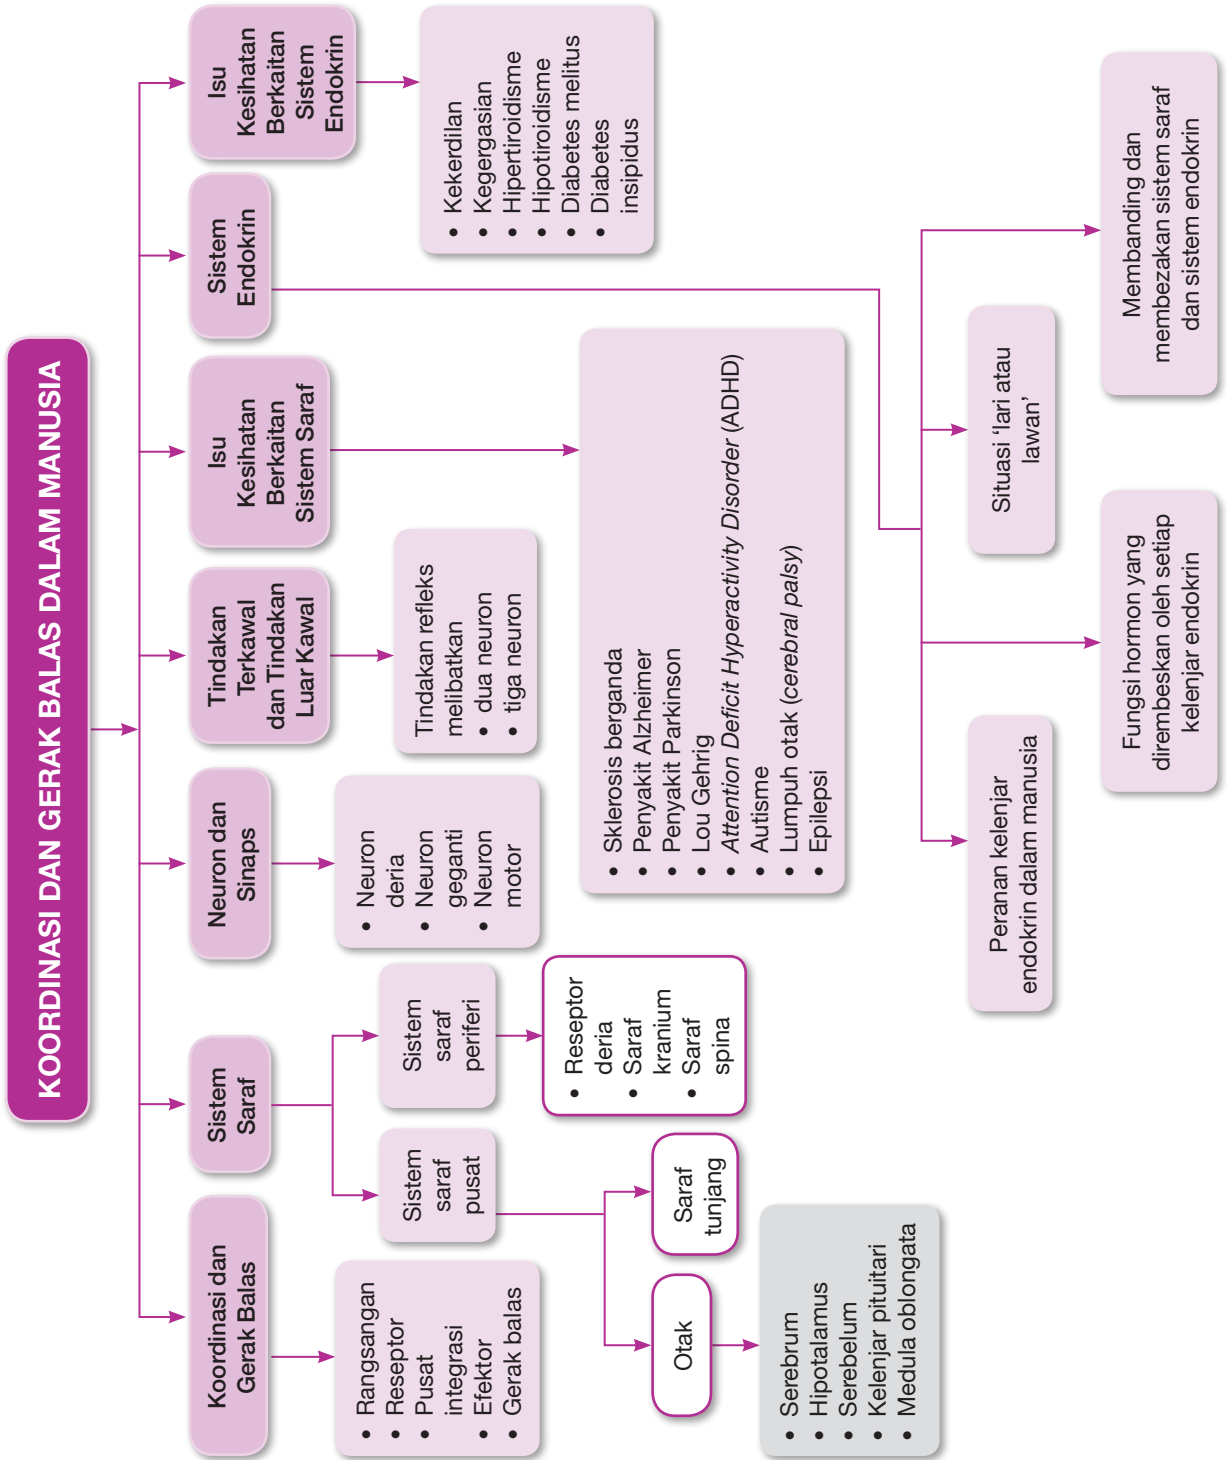 KOORDINASI DAN GERAK BALAS DALAM MANUSIA
Koordinasi dan
Gerak Balas
• Rangsangan
• Reseptor
• Pusat
integrasi
• Efektor
• Gerak balas
Sistem
Saraf
Sistem
saraf
pusat
Otak
• Serebrum
• Hipotalamus
• Serebelum
• Kelenjar pituitari
• Medula oblongata
Saraf
tunjang
Sistem
saraf
periferi
• Reseptor
deria
• Saraf
kranium
• Saraf
spina
Neuron dan
Sinaps
• Neuron
deria
• Neuron
geganti
• Neuron
motor
Tindakan
Terkawal
dan Tindakan
Luar Kawal
Tindakan refleks
melibatkan
• dua neuron
• tiga neuron
Isu
Kesihatan
Berkaitan
Sistem Saraf
• Sklerosis berganda
• Penyakit Alzheimer
• Penyakit Parkinson
• Lou Gehrig
• Attention Deficit Hyperactivity Disorder (ADHD)
• Autisme
• Lumpuh otak (cerebral palsy)
• Epilepsi
Sistem
Endokrin
Peranan kelenjar
endokrin dalam manusia
Fungsi hormon yang
dirembeskan oleh setiap
kelenjar endokrin
Situasi ‘lari atau
lawan’
Membanding dan
membezakan sistem saraf
dan sistem endokrin
Isu
Kesihatan
Berkaitan
Sistem
Endokrin
• Kekerdilan
• Kegergasian
• Hipertiroidisme
• Hipotiroidisme
• Diabetes melitus
• Diabetes
insipidus